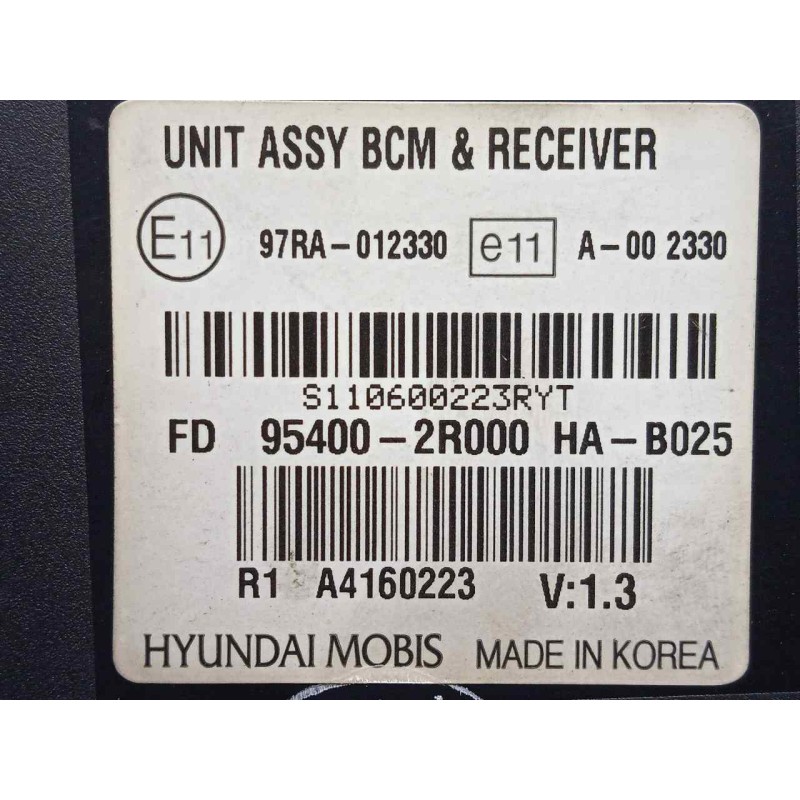 UNIT ASSY BCM & RECEIVER
E11 97RA-012330 e11 A-00 2330
S110600223RYT
FD 95400-2R000 HA-B025
R1 A4160223 V:1.3
HYUNDAI MOBIS MADE IN KOREA